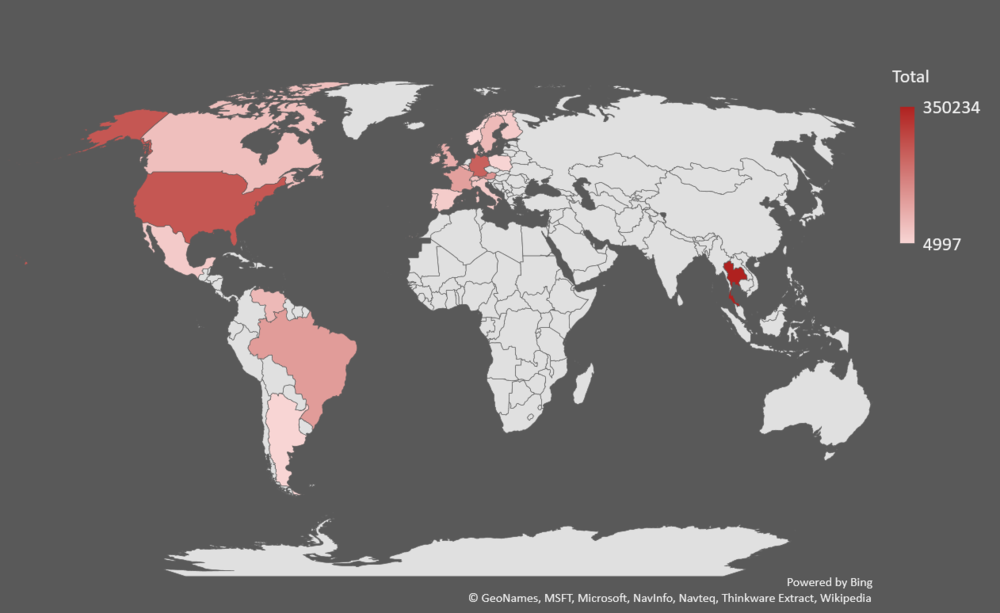 Total
350234
4997
Powered by Bing
© GeoNames, MSFT, Microsoft, NavInfo, Navteq, Thinkware Extract, Wikipedia